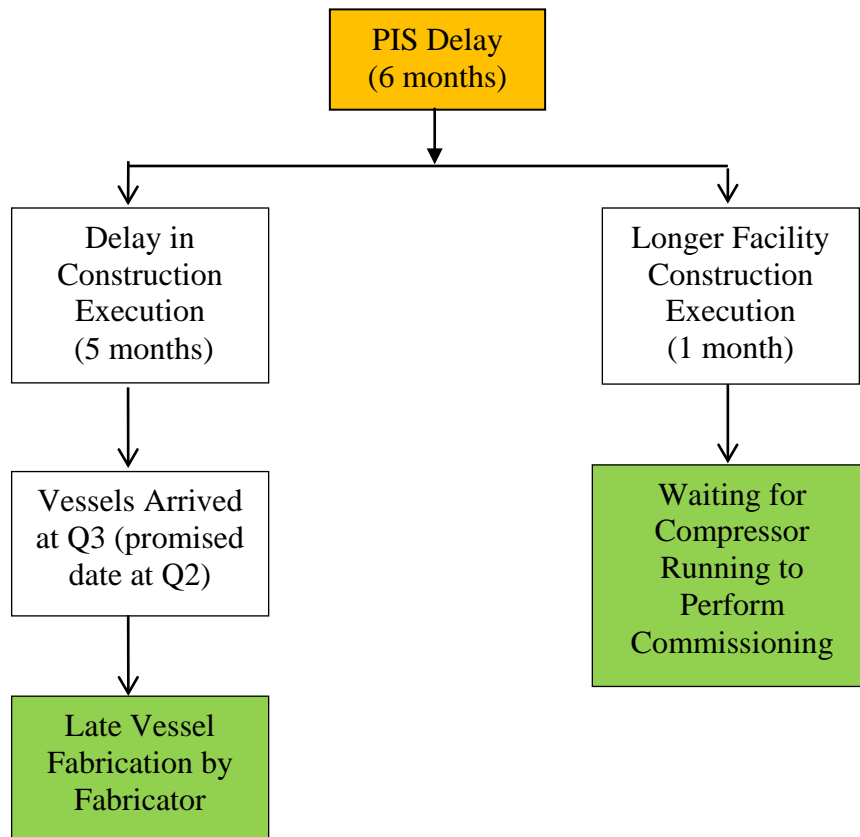 PIS Delay
(6 months)
Delay in
Construction
Execution
(5 months)
Longer Facility
Construction
Execution
(1 month)
Vessels Arrived
at Q3 (promised
date at Q2)
Waiting for
Compressor
Running to
Perform
Commissioning
Late Vessel
Fabrication by
Fabricator